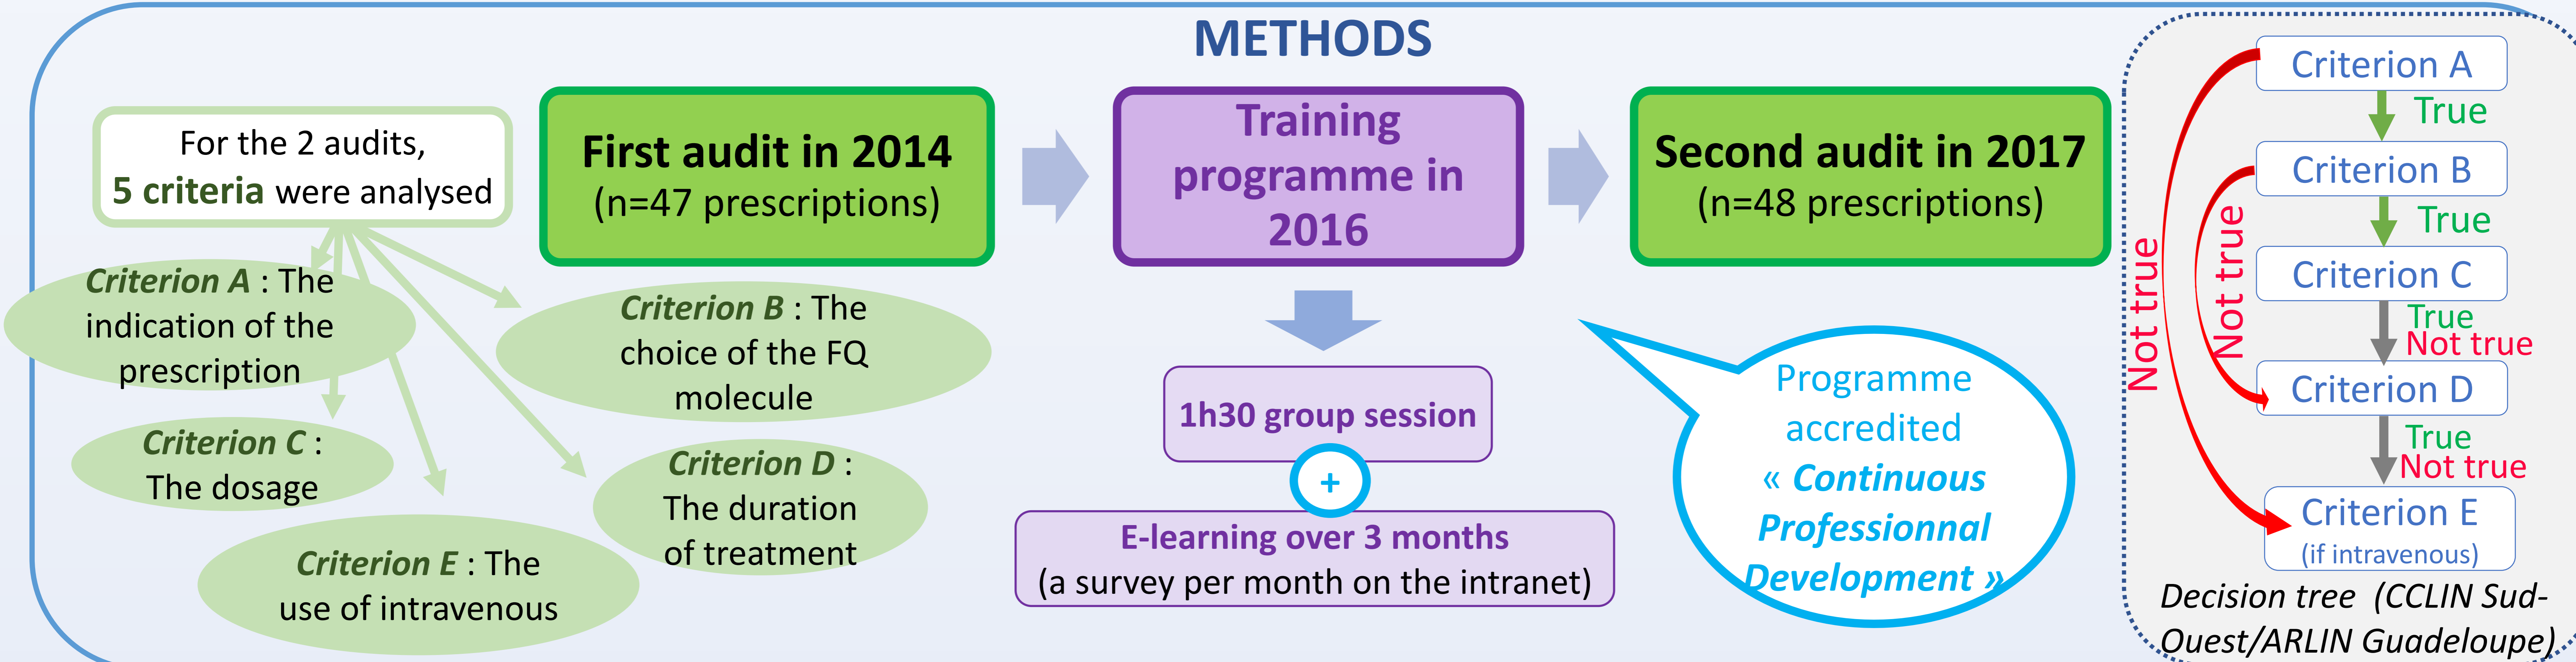 METHODS
For the 2 audits,
5 criteria were analysed
Criterion A : The
indication of the
prescription
Criterion B : The
choice of the FQ
molecule
Criterion C :
The dosage
Criterion D :
The duration
of treatment
Criterion E : The
use of intravenous
First audit in 2014
(n=47 prescriptions)
Training
programme in
2016
1h30 group session
+
E-learning over 3 months
(a survey per month on the intranet)
Second audit in 2017
(n=48 prescriptions)
Programme
accredited
« Continuous
Professionnal
Development »
Criterion A
True
Criterion B
True
Criterion C
True
Not true
Criterion D
True
Not true
Criterion E
(if intravenous)
Not true
Not true
Decision tree (CCLIN Sud-
Ouest/ARLIN Guadeloupe)